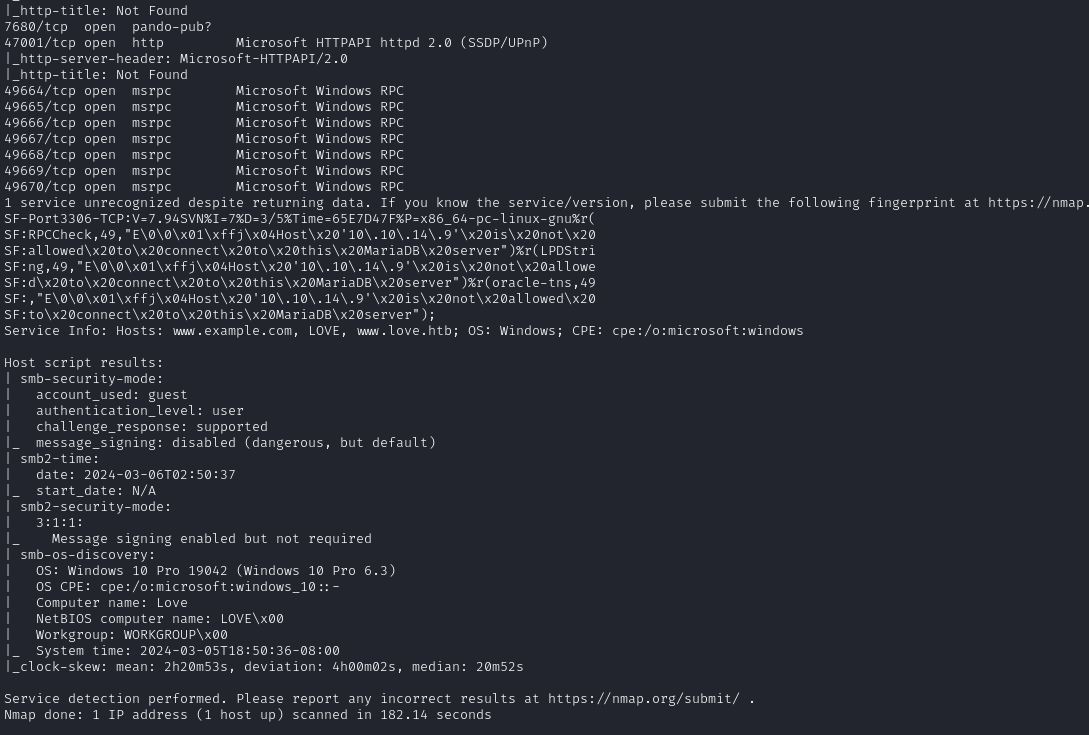 |_http-title: Not Found
7680/tcp  open  pando-pub?
47001/tcp open  http         Microsoft HTTPAPI httpd 2.0 (SSDP/UPnP)
|_http-server-header: Microsoft-HTTPAPI/2.0
|_http-title: Not Found
49664/tcp open  msrpc        Microsoft Windows RPC
49665/tcp open  msrpc        Microsoft Windows RPC
49666/tcp open  msrpc        Microsoft Windows RPC
49667/tcp open  msrpc        Microsoft Windows RPC
49668/tcp open  msrpc        Microsoft Windows RPC
49669/tcp open  msrpc        Microsoft Windows RPC
49670/tcp open  msrpc        Microsoft Windows RPC
1 service unrecognized despite returning data. If you know the service/version, please submit the following fingerprint at https://nmap.
SF-Port3306-TCP:V=7.94SVN%I=7%D=3/5%Time=65E7D47F%P=x86_64-pc-linux-gnu%r(
SF:RPCCheck,49,"E\0\0\x01\xffj\x04Host\x20'10\.10\.14\.9'\x20is\x20not\x20
SF:allowed\x20to\x20connect\x20to\x20this\x20MariaDB\x20server")%r(LPDStri
SF:ng,49,"E\0\0\x01\xffj\x04Host\x20'10\.10\.14\.9'\x20is\x20not\x20allowe
SF:d\x20to\x20connect\x20to\x20this\x20MariaDB\x20server")%r(oracle-tns,49
SF:,"E\0\0\x01\xffj\x04Host\x20'10\.10\.14\.9'\x20is\x20not\x20allowed\x20
SF:to\x20connect\x20to\x20this\x20MariaDB\x20server");
Service Info: Hosts: www.example.com, LOVE, www.love.htb; OS: Windows; CPE: cpe:/o:microsoft:windows

Host script results:
| smb-security-mode:
|   account_used: guest
|   authentication_level: user
|   challenge_response: supported
|_  message_signing: disabled (dangerous, but default)
| smb2-time:
|   date: 2024-03-06T02:50:37
|_  start_date: N/A
| smb2-security-mode:
|   3:1:1:
|_    Message signing enabled but not required
| smb-os-discovery:
|   OS: Windows 10 Pro 19042 (Windows 10 Pro 6.3)
|   OS CPE: cpe:/o:microsoft:windows_10::-
|   Computer name: Love
|   NetBIOS computer name: LOVE\x00
|   Workgroup: WORKGROUP\x00
|_  System time: 2024-03-05T18:50:36-08:00
|_clock-skew: mean: 2h20m53s, deviation: 4h00m02s, median: 20m52s

Service detection performed. Please report any incorrect results at https://nmap.org/submit/ .
Nmap done: 1 IP address (1 host up) scanned in 182.14 seconds